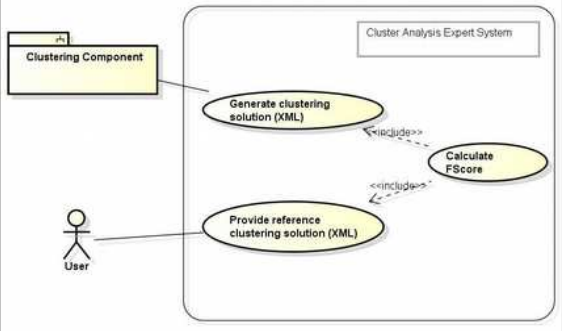 Cluster Analysis Expert System
Clustering Component
Generate clustering
solution (XML)
<<include>>
Calculate
FScore
<<include>>
Provide reference
clustering solution (XML)
User